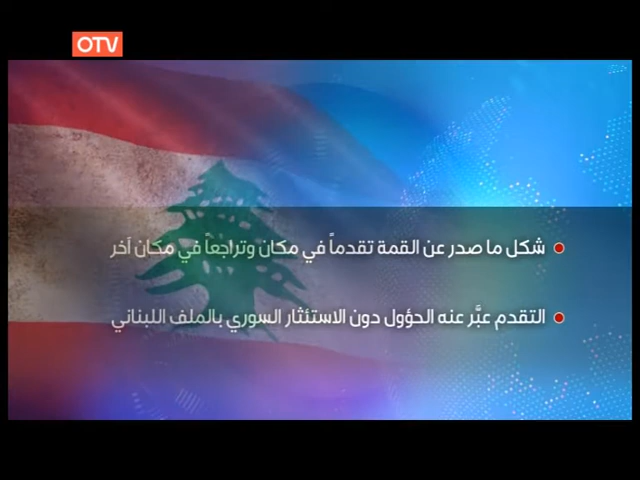 OTV
شكل ما صدر عن القمة تقدماً في مكان وتراجعاً في مكان آخر
التقدم عبَّر عنه الحؤول دون الاستئثار السوري بالملف اللبناني